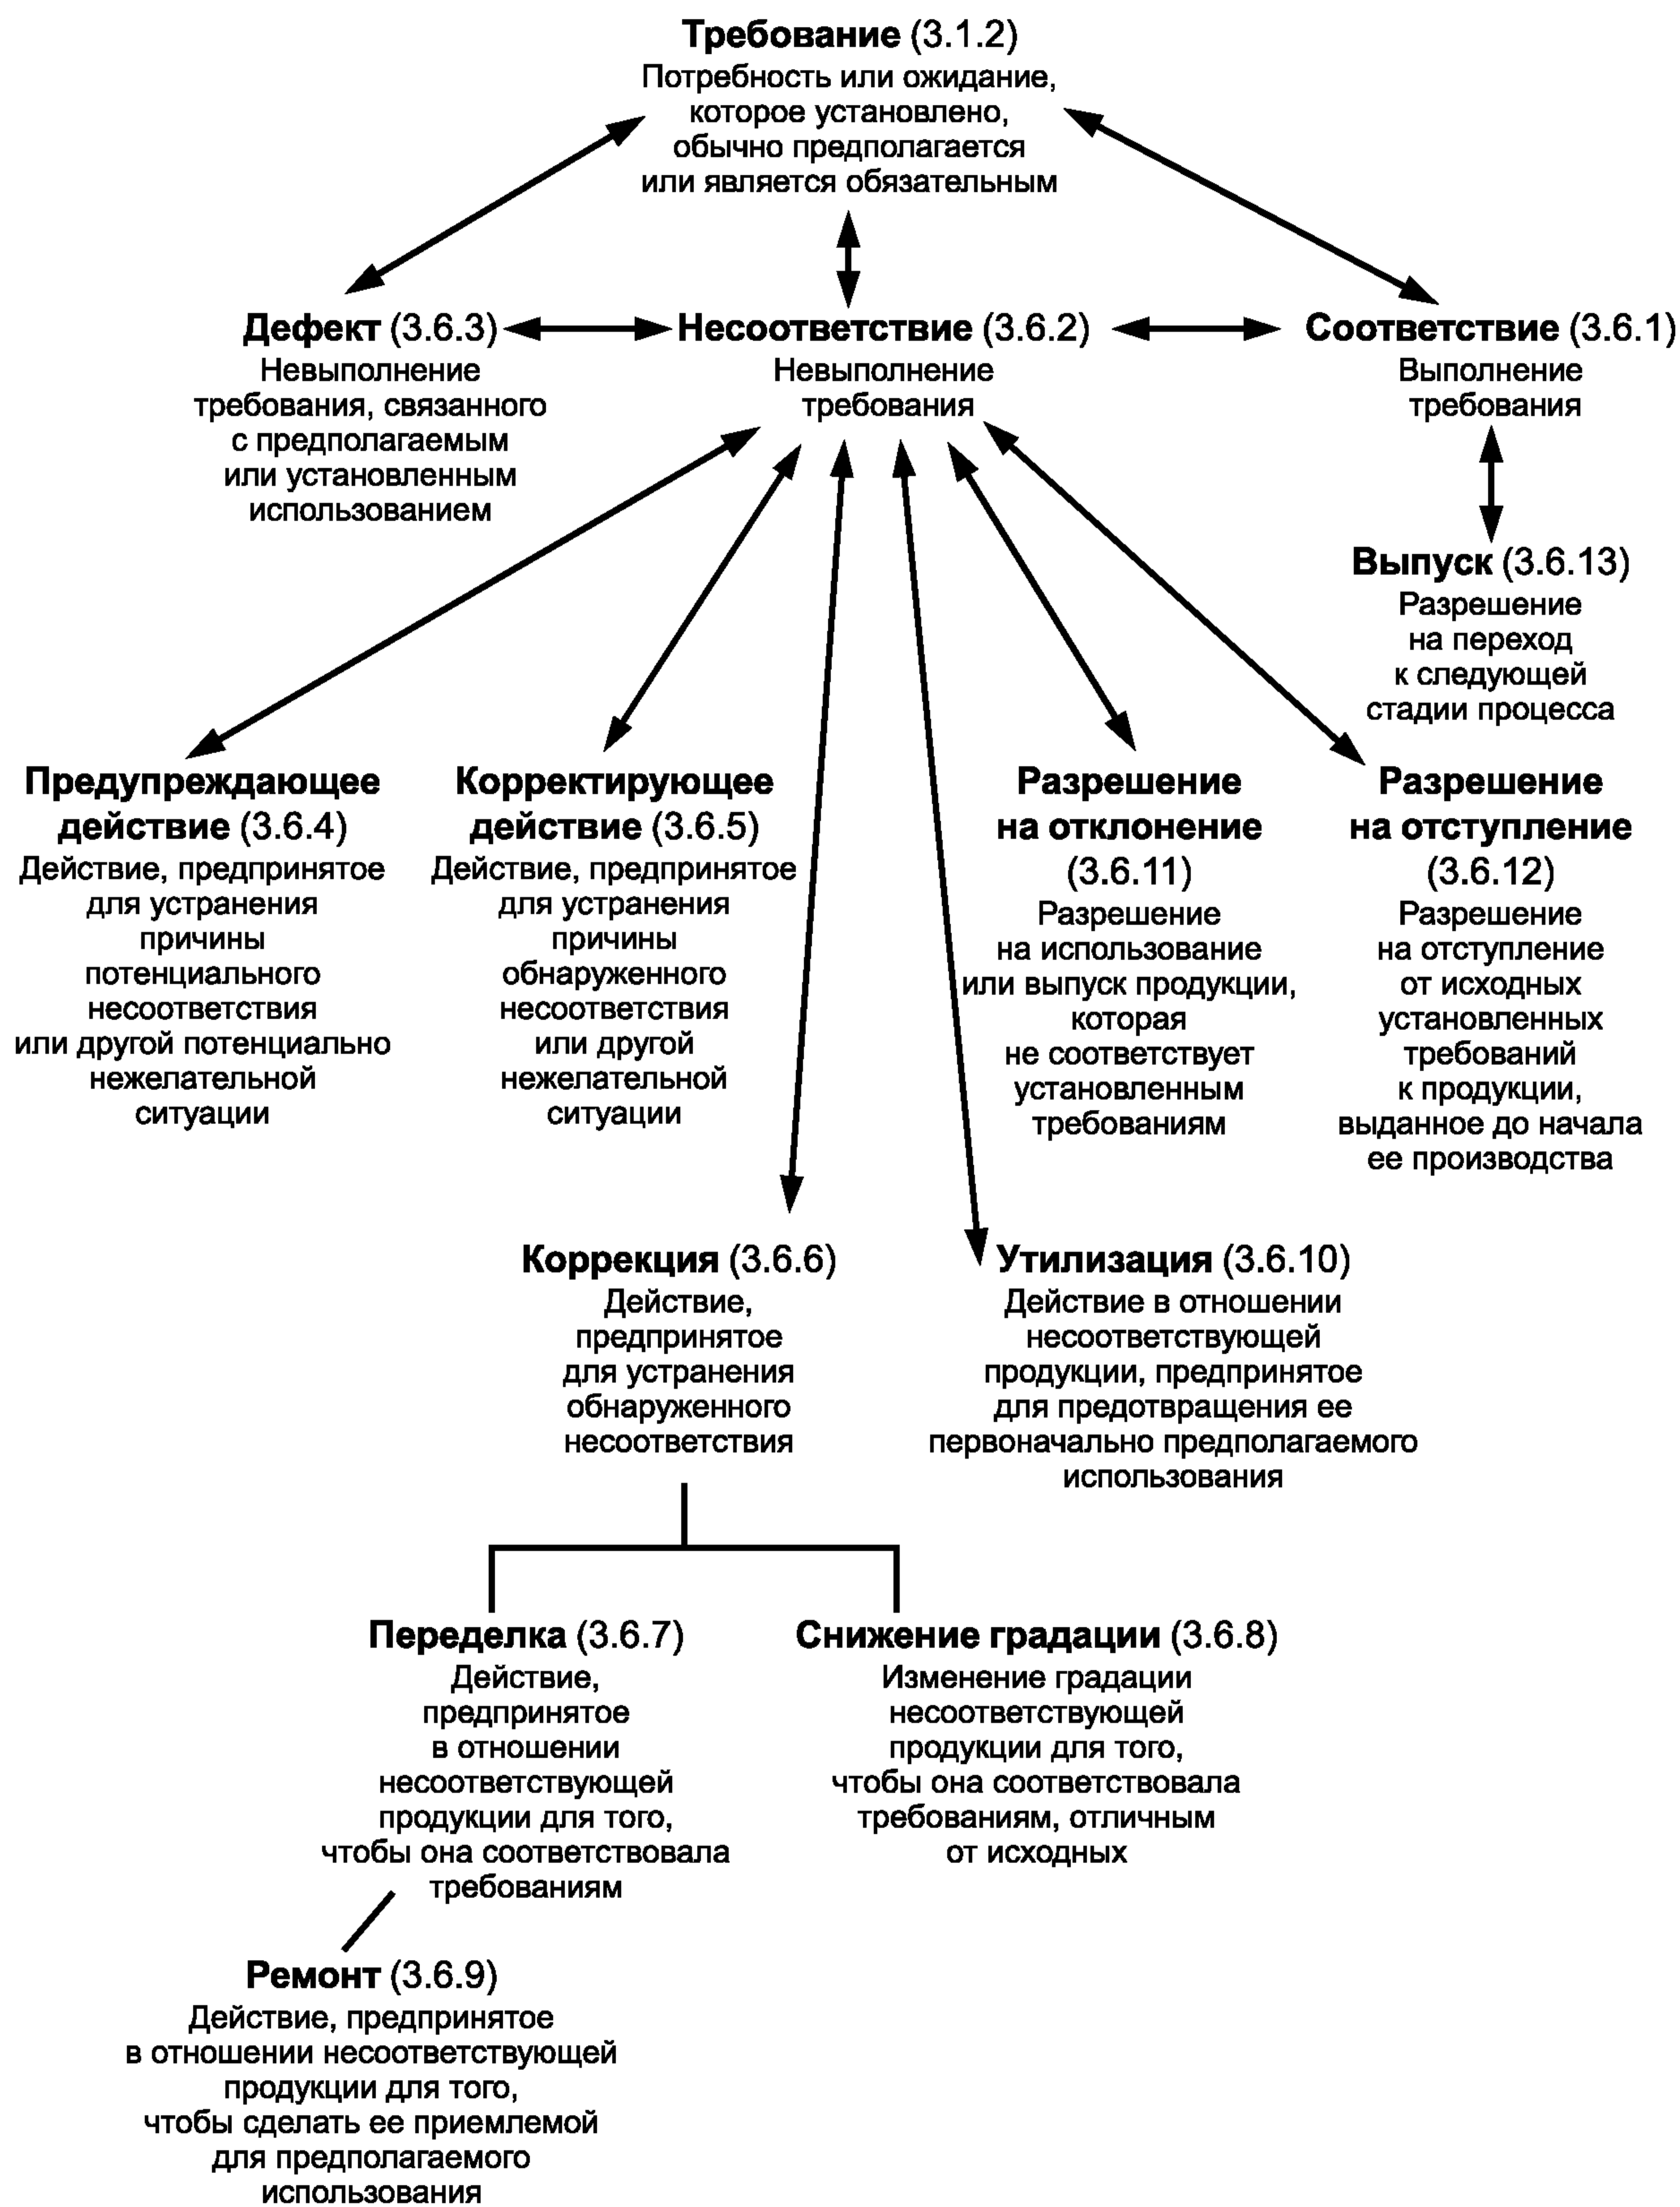 Требование (3.1.2)
Потребность или ожидание,
которое установлено,
обычно предполагается
или является обязательным
Дефект (3.6.3)
Невыполнение
требования, связанного
с предполагаемым
или установленным
использованием
Несоответствие (3.6.2)
Невыполнение
требования
Соответствие (3.6.1)
Выполнение
требования
Выпуск (3.6.13)
Разрешение
на переход
к следующей
стадии процесса
Предупреждающее
действие (3.6.4)
Действие, предпринятое
для устранения
причины
потенциального
несоответствия
или другой потенциально
нежелательной
ситуации
Корректирующее
действие (3.6.5)
Действие, предпринятое
для устранения
причины
обнаруженного
несоответствия
или другой
нежелательной
ситуации
Разрешение
на отклонение
(3.6.11)
Разрешение
на использование
или выпуск продукции,
которая
не соответствует
установленным
требованиям
Разрешение
на отступление
(3.6.12)
Разрешение
на отступление
от исходных
установленных
требований
к продукции,
выданное до начала
ее производства
Коррекция (3.6.6)
Действие,
предпринятое
для устранения
обнаруженного
несоответствия
Утилизация (3.6.10)
Действие в отношении
несоответствующей
продукции, предпринятое
для предотвращения ее
первоначально предполагаемого
использования
Переделка (3.6.7)
Действие,
предпринятое
в отношении
несоответствующей
продукции для того,
чтобы она соответствовала
требованиям
Снижение градации (3.6.8)
Изменение градации
несоответствующей
продукции для того,
чтобы она соответствовала
требованиям, отличным
от исходных
Ремонт (3.6.9)
Действие, предпринятое
в отношении несоответствующей
продукции для того,
чтобы сделать ее приемлемой
для предполагаемого
использования